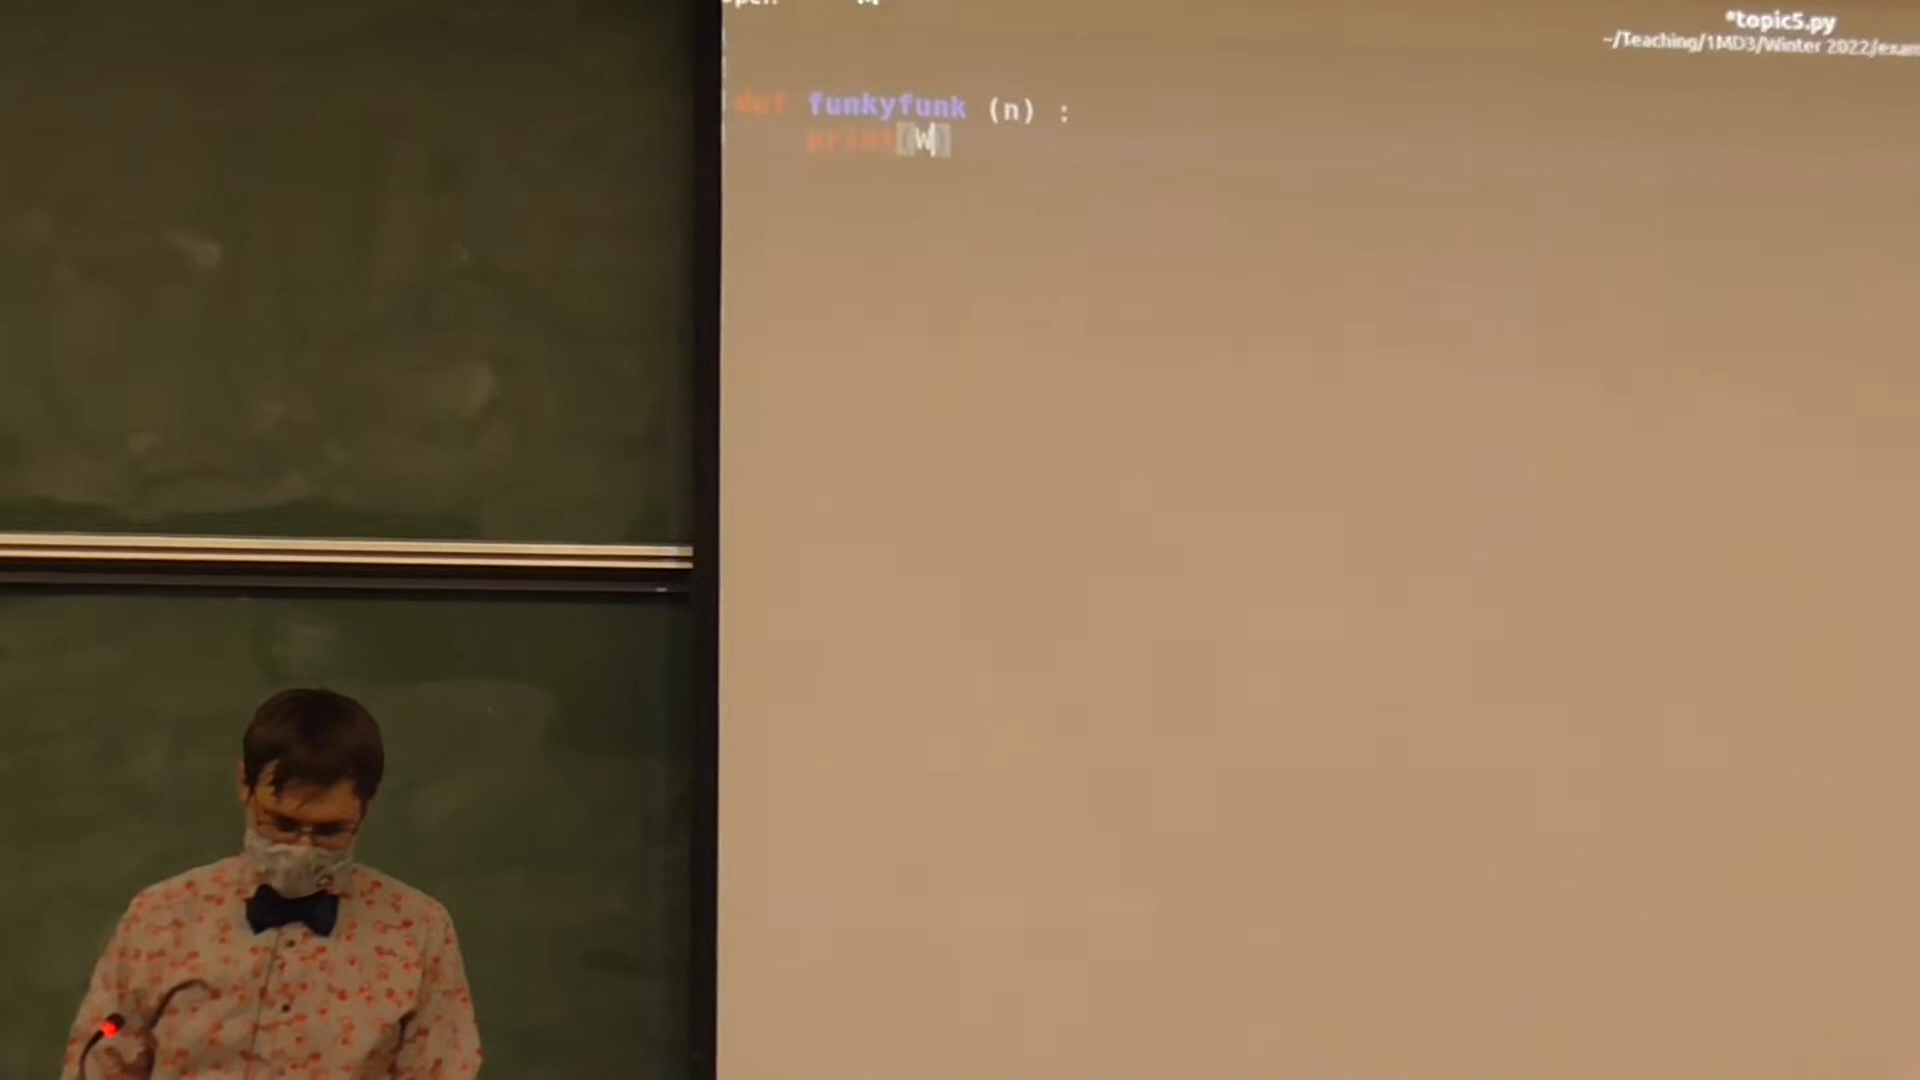 *topic5.py
~/Teaching/1MD3/Winter 2022/exam
def funkyfunk (n) :
print(W)